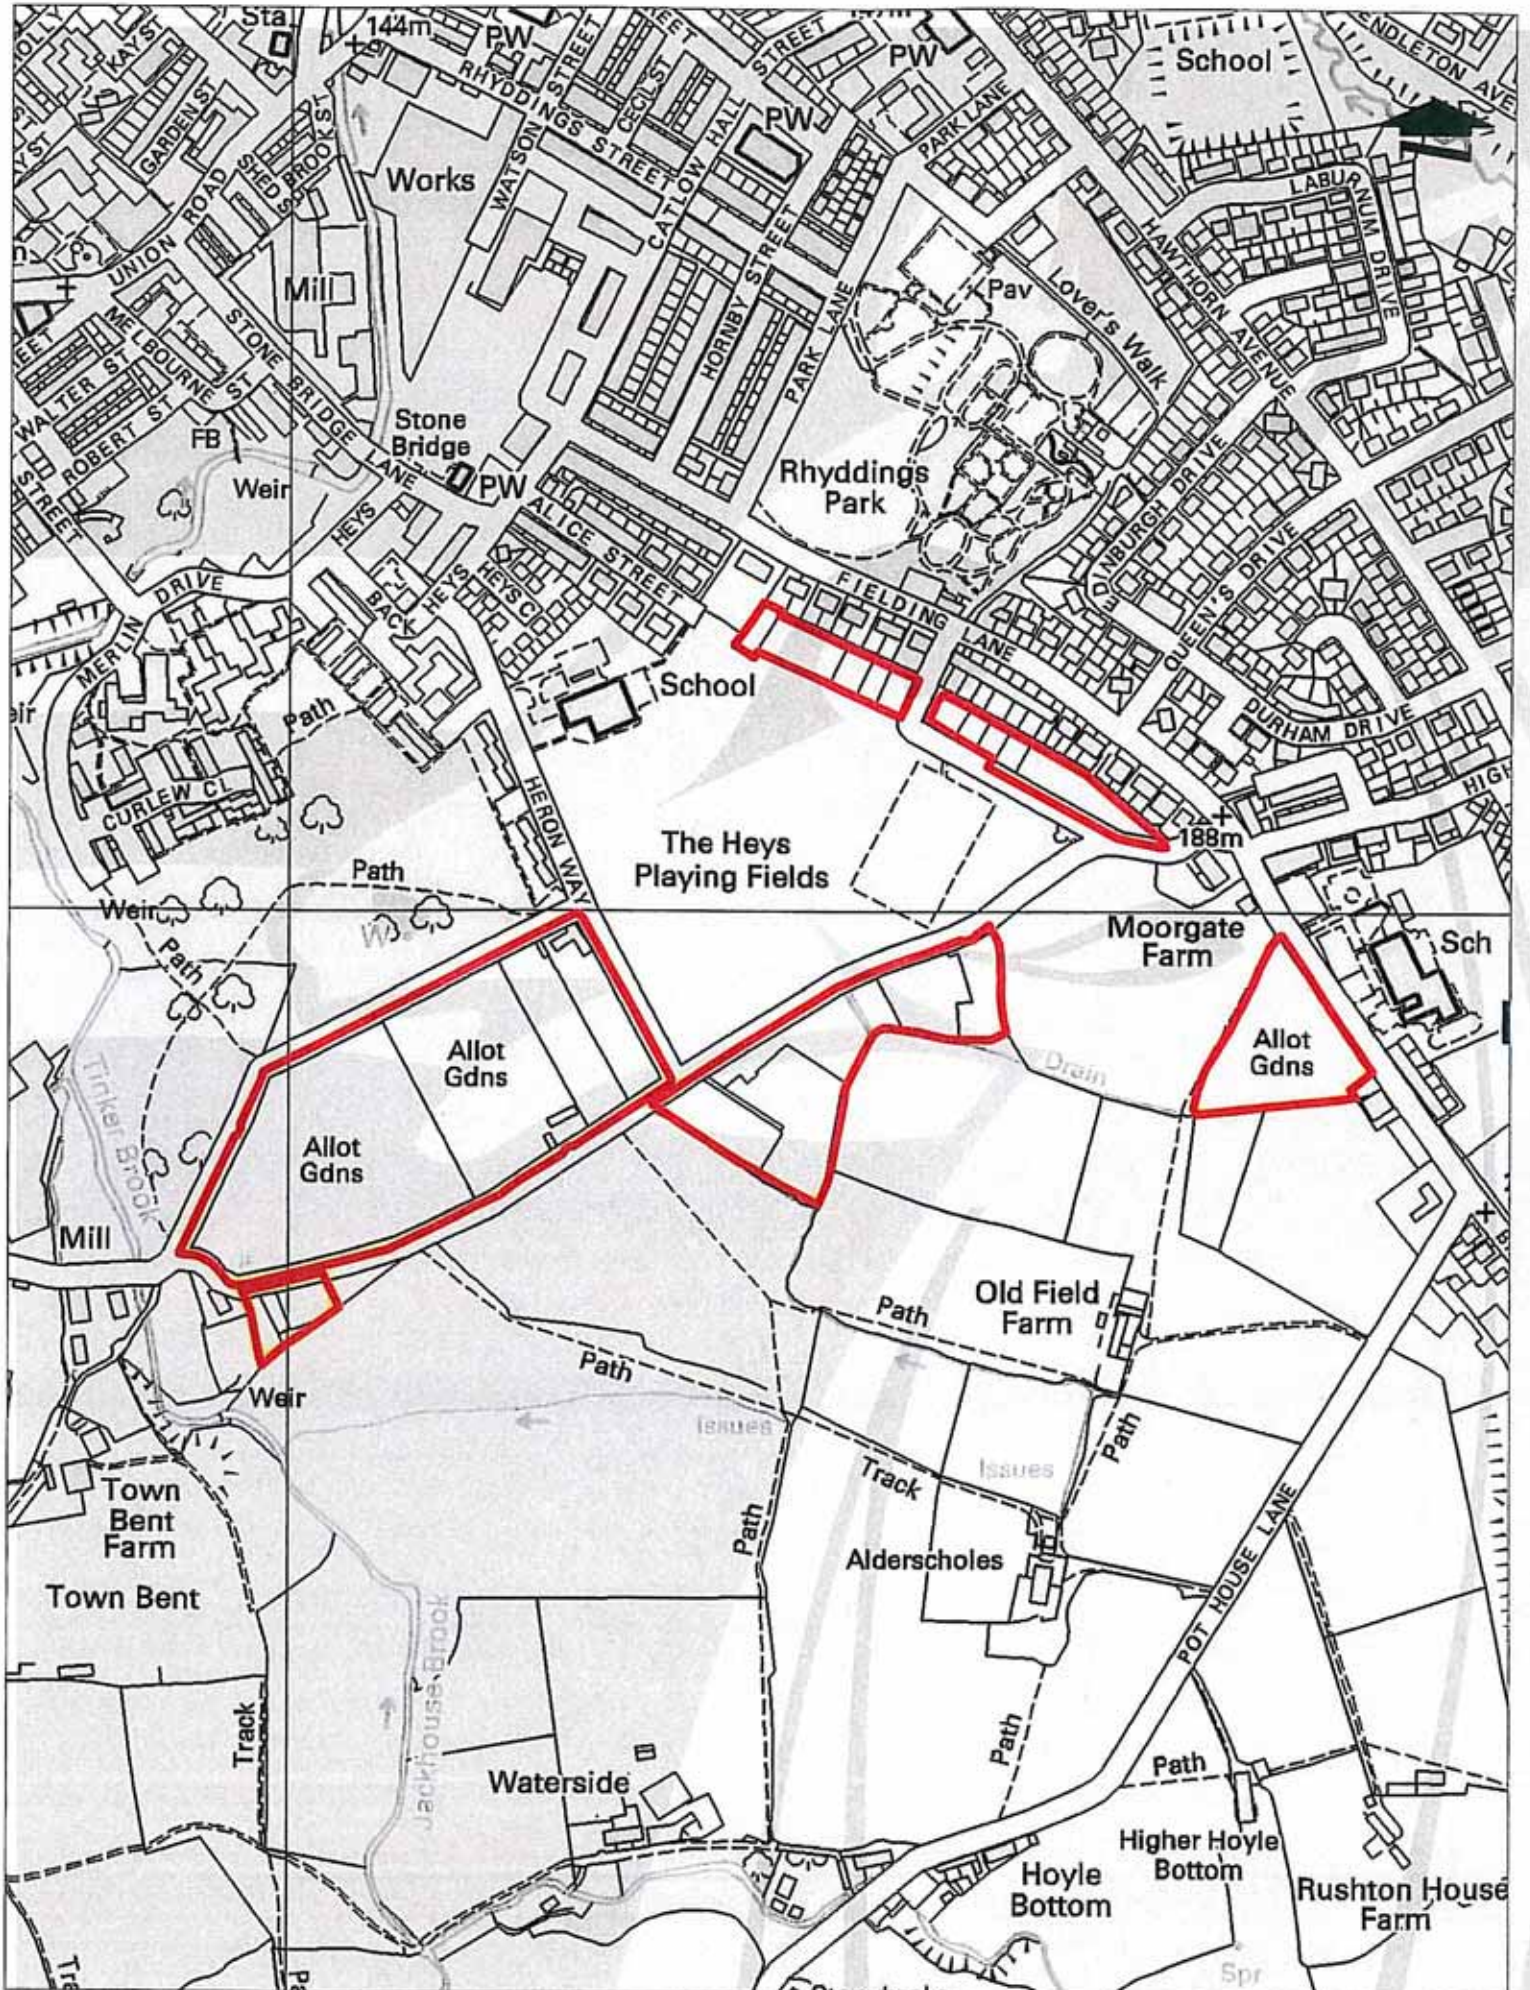 Sta
144m
PW
STREET
PW
School
KAY ST
GARDEN ST
UNION ROAD
SHED ST
BROOK ST
Works
RHYDDINGS STREET
WATSON STREET
CECIL ST
CATLOW HALL STREET
PW
PARK LANE
LABURNUM DRIVE
HAWTHORN AVENUE
Mill
MELBOURNE ST
STONE BRIDGE LANE
HORNBY STREET
PARK LANE
Pav
Lover's Walk
WALTER ST
ROBERT ST
STREET
FB
Weir
Stone
Bridge
PW
Rhyddings
Park
ALICE STREET
EDINBURGH DRIVE
QUEEN'S DRIVE
HEYS
BACK HEYS
HEYS C
MERLIN DRIVE
FIELDING LANE
School
DURHAM DRIVE
Path
CURLEW CL
HERON WAY
HIGH
188m
The Heys
Playing Fields
Path
Weir
Path
Moorgate
Farm
Sch
Allot
Gdns
Allot
Gdns
Drain
Tinker Brook
Allot
Gdns
Mill
Old Field
Farm
Path
Path
Weir
Issues
Path
Track
Issues
Path
Town
Bent
Farm
Alderscholes
Town Bent
POT HOUSE LANE
Jackhouse Brook
Track
Path
Path
Waterside
Higher Hoyle
Bottom
Hoyle
Bottom
Rushton House
Farm
Spr